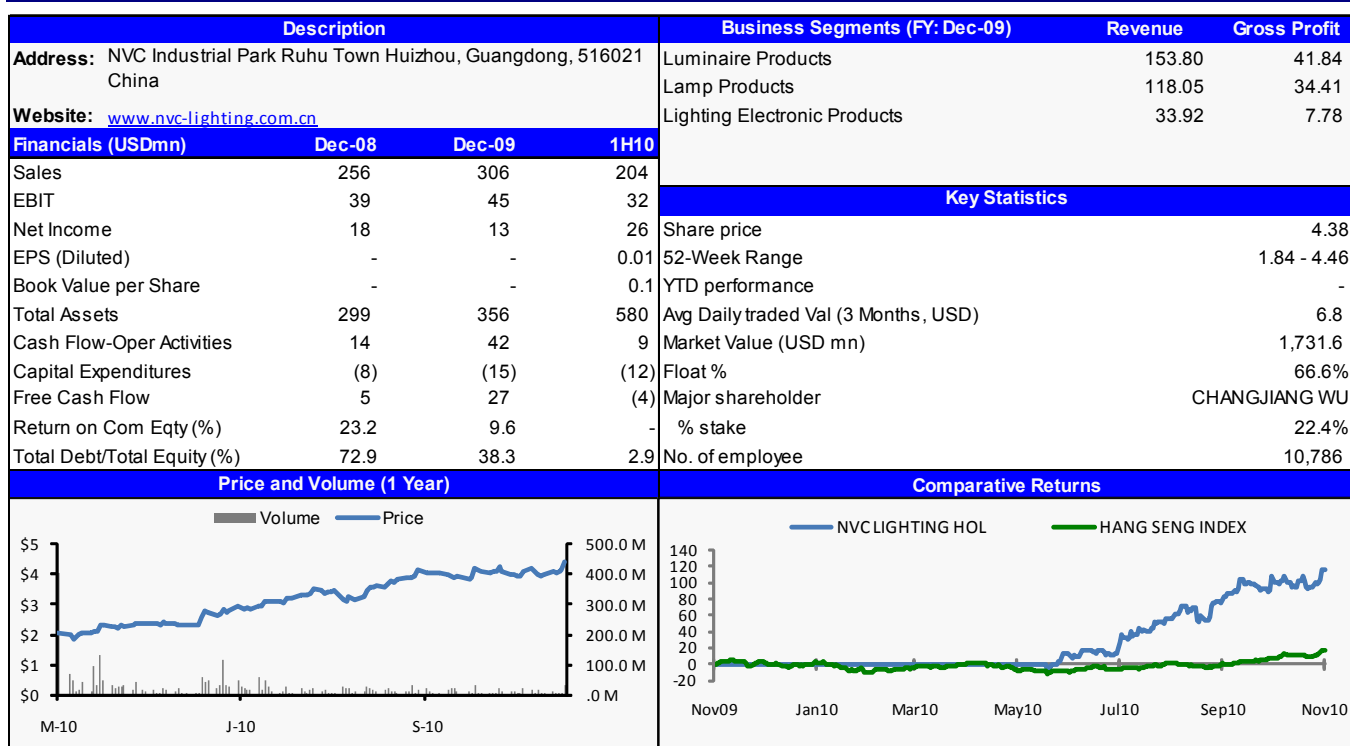 Description
Address: NVC Industrial Park Ruhu Town Huizhou, Guangdong, 516021
China
Website: www.nvc-lighting.com.cn
Financials (USDmn) Dec-08 Dec-09 1H10
Sales 256 306 204
EBIT 39 45 32
Net Income 18 13 26
EPS (Diluted) - - 0.01
Book Value per Share - - 0.1
Total Assets 299 356 580
Cash Flow-Oper Activities 14 42 9
Capital Expenditures (8) (15) (12)
Free Cash Flow 5 27 (4)
Return on Com Eqty (%) 23.2 9.6 -
Total Debt/Total Equity (%) 72.9 38.3 2.9
Business Segments (FY: Dec-09) Revenue Gross Profit
Luminaire Products 153.80 41.84
Lamp Products 118.05 34.41
Lighting Electronic Products 33.92 7.78
Key Statistics
Share price 4.38
52-Week Range 1.84 - 4.46
YTD performance -
Avg Daily traded Val (3 Months, USD) 6.8
Market Value (USD mn) 1,731.6
Float % 66.6%
Major shareholder CHANGJIANG WU
% stake 22.4%
No. of employee 10,786
Price and Volume (1 Year)
Volume Price
$5 500.0 M
$4 400.0 M
$3 300.0 M
$2 200.0 M
$1 100.0 M
$0 .0 M
M-10 J-10 S-10
Comparative Returns
NVC LIGHTING HOL HANG SENG INDEX
140
120
100
80
60
40
20
0
-20
Nov09 Jan10 Mar10 May10 Jul10 Sep10 Nov10